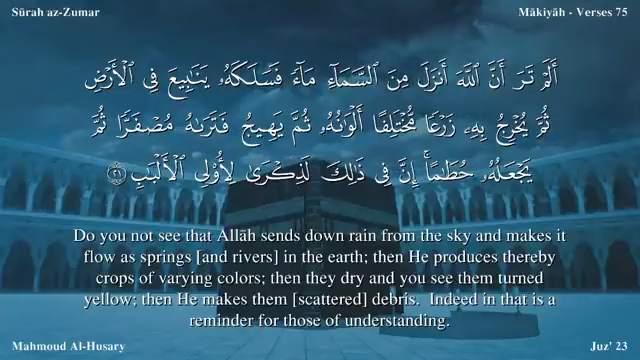 Sūrah az-Zumar
Mākiyāh - Verses 75
أَلَمْ تَرَ أَنَّ ٱللَّهَ أَنزَلَ مِنَ ٱلسَّمَآءِ مَآءً فَسَلَكَهُۥ يَنَٰبِيعَ فِى ٱلْأَرْضِ
ثُمَّ يُخْرِجُ بِهِۦ زَرْعًا مُّخْتَلِفًا أَلْوَٰنُهُۥ ثُمَّ يَهِيجُ فَتَرَىٰهُ مُصْفَرًّا ثُمَّ
يَجْعَلُهُۥ حُطَٰمًا ۚ إِنَّ فِى ذَٰلِكَ لَذِكْرَىٰ لِأُو۟لِى ٱلْأَلْبَٰبِ ٢١
Do you not see that Allāh sends down rain from the sky and makes it
flow as springs [and rivers] in the earth; then He produces thereby
crops of varying colors; then they dry and you see them turned
yellow; then He makes them [scattered] debris. Indeed in that is a
reminder for those of understanding.
Mahmoud Al-Husary
Juz' 23